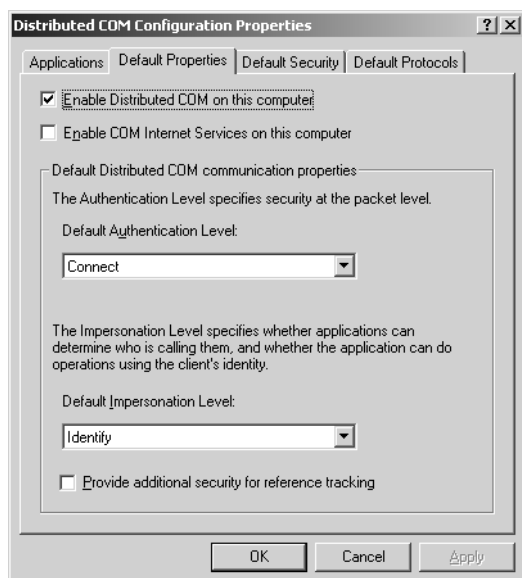 Distributed COM Configuration Properties
Applications Default Properties Default Security Default Protocols
Enable Distributed COM on this computer
Enable COM Internet Services on this computer
Default Distributed COM communication properties
The Authentication Level specifies security at the packet level.
Default Authentication Level:
Connect
The Impersonation Level specifies whether applications can
determine who is calling them, and whether the application can do
operations using the client's identity.
Default Impersonation Level:
Identify
Provide additional security for reference tracking
OK Cancel Apply